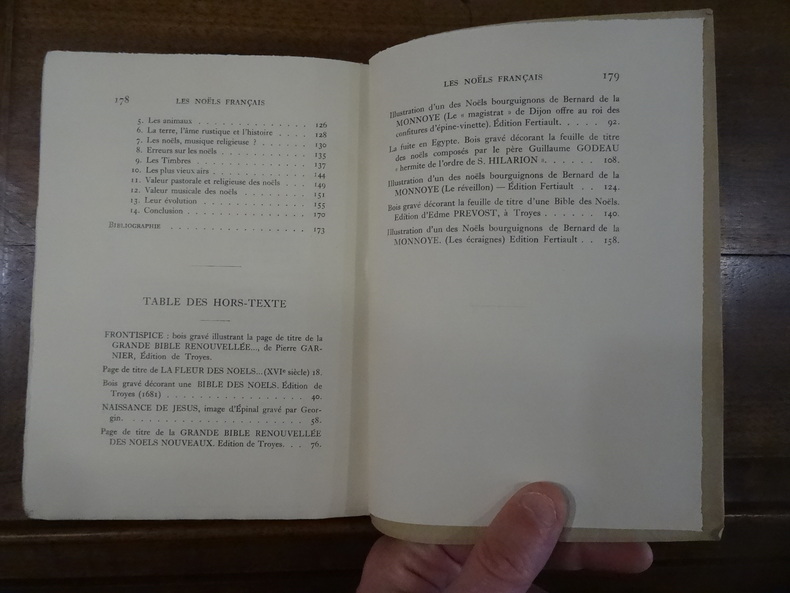 178 LES NOËLS FRANÇAIS
5. Les animaux . . . . . . . . . . . . . 126
6. La terre, l'âme rustique et l'histoire . . . . 128
7. Les noëls, musique religieuse ? . . . . . . 130
8. Erreurs sur les noëls . . . . . . . . . . 135
9. Les Timbres . . . . . . . . . . . . . 137
10. Les plus vieux airs . . . . . . . . . . . 144
11. Valeur pastorale et religieuse des noëls . . . 149
12. Valeur musicale des noëls . . . . . . . . 151
13. Leur évolution . . . . . . . . . . . . 155
14. Conclusion . . . . . . . . . . . . . 170
BIBLIOGRAPHIE . . . . . . . . . . . . . . 173
TABLE DES HORS-TEXTE
FRONTISPICE : bois gravé illustrant la page de titre de la
GRANDE BIBLE RENOUVELLÉE..., de Pierre GAR-
NIER, Édition de Troyes.
Page de titre de LA FLEUR DES NOELS...(XVIe siècle) 18.
Bois gravé décorant une BIBLE DES NOELS. Édition de
Troyes (1681) . . . . . . . . . . . . . 40.
NAISSANCE DE JESUS, image d'Épinal gravé par Geor-
gin. . . . . . . . . . . . . . . . . . 58.
Page de titre de la GRANDE BIBLE RENOUVELLÉE
DES NOELS NOUVEAUX. Edition de Troyes. . . 76.
LES NOËLS FRANÇAIS 179
Illustration d'un des Noëls bourguignons de Bernard de la
MONNOYE (Le « magistrat » de Dijon offre au roi des
confitures d'épine-vinette). Édition Fertiault. . . . . 92.
La fuite en Egypte. Bois gravé décorant la feuille de titre
des noëls composés par le père Guillaume GODEAU
« hermite de l'ordre de S. HILARION ». . . . . . 108.
Illustration d'un des noëls bourguignons de Bernard de la
MONNOYE (Le réveillon) — Édition Fertiault . . 124.
Bois gravé décorant la feuille de titre d'une Bible des Noëls.
Edition d'Edme PREVOST, à Troyes . . . . . . 140.
Illustration d'un des Noëls bourguignons de Bernard de la
MONNOYE. (Les écraignes) Edition Fertiault . . 158.